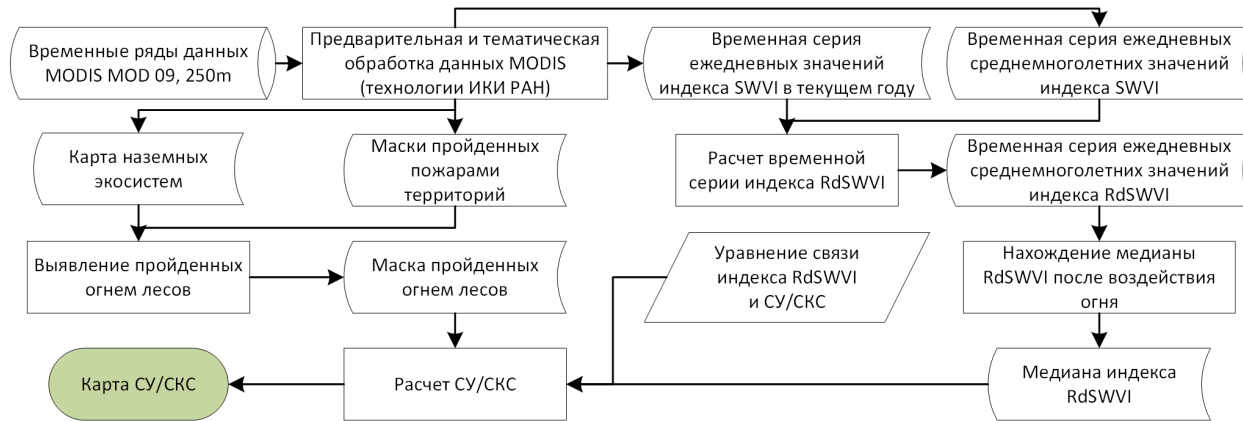 Временные ряды данных
MODIS MOD 09, 250m
Предварительная и тематическая
обработка данных MODIS
(технологии ИКИ РАН)
Временная серия
ежедневных значений
индекса SWVI в текущем году
Временная серия ежедневных
среднемноголетних значений
индекса SWVI
Карта наземных
экосистем
Маски пройденных
пожарами
территорий
Расчет временной
серии индекса RdSWVI
Временная серия ежедневных
среднемноголетних значений
индекса RdSWVI
Выявление пройденных
огнем лесов
Маска пройденных
огнем лесов
Уравнение связи
индекса RdSWVI
и СУ/СКС
Нахождение медианы
RdSWVI после воздействия
огня
Карта СУ/СКС
Расчет СУ/СКС
Медиана индекса
RdSWVI